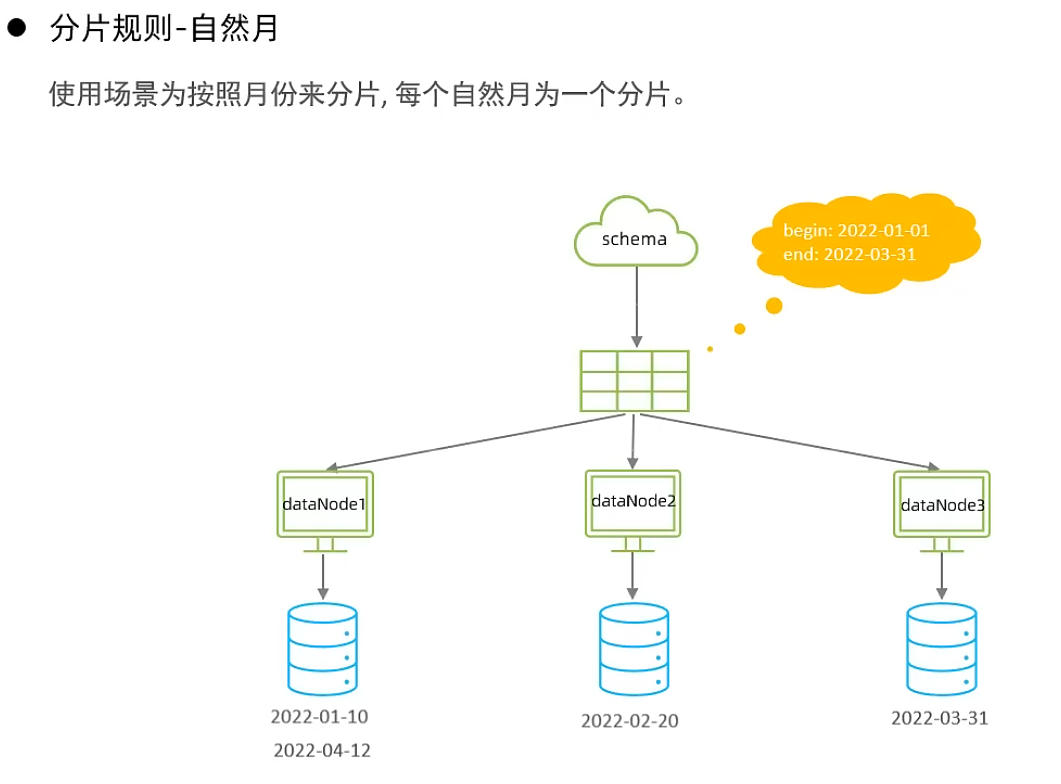 ● 分片规则-自然月
使用场景为按照月份来分片, 每个自然月为一个分片。
schema
begin: 2022-01-01
end: 2022-03-31
dataNode1
dataNode2
dataNode3
2022-01-10
2022-02-20
2022-03-31
2022-04-12